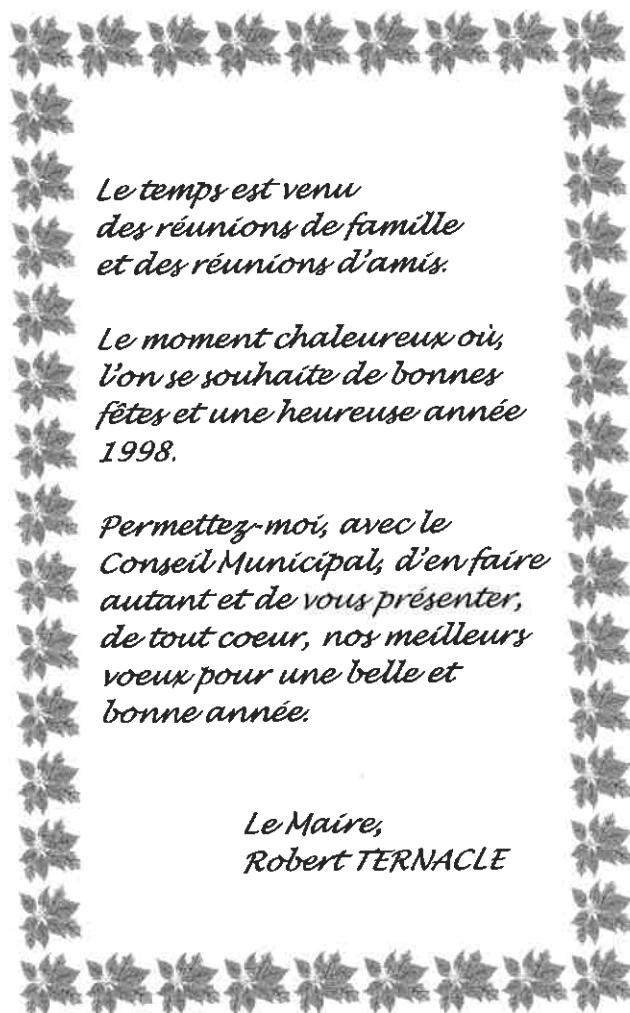 Le temps est venu
des réunions de famille
et des réunions d'amis.
Le moment chaleureux où,
l'on se souhaite de bonnes
fêtes et une heureuse année
1998.
Permettez-moi, avec le
Conseil Municipal, d'en faire
autant et de vous présenter,
de tout coeur, nos meilleurs
voeux pour une belle et
bonne année.
Le Maire,
Robert TERNACLE